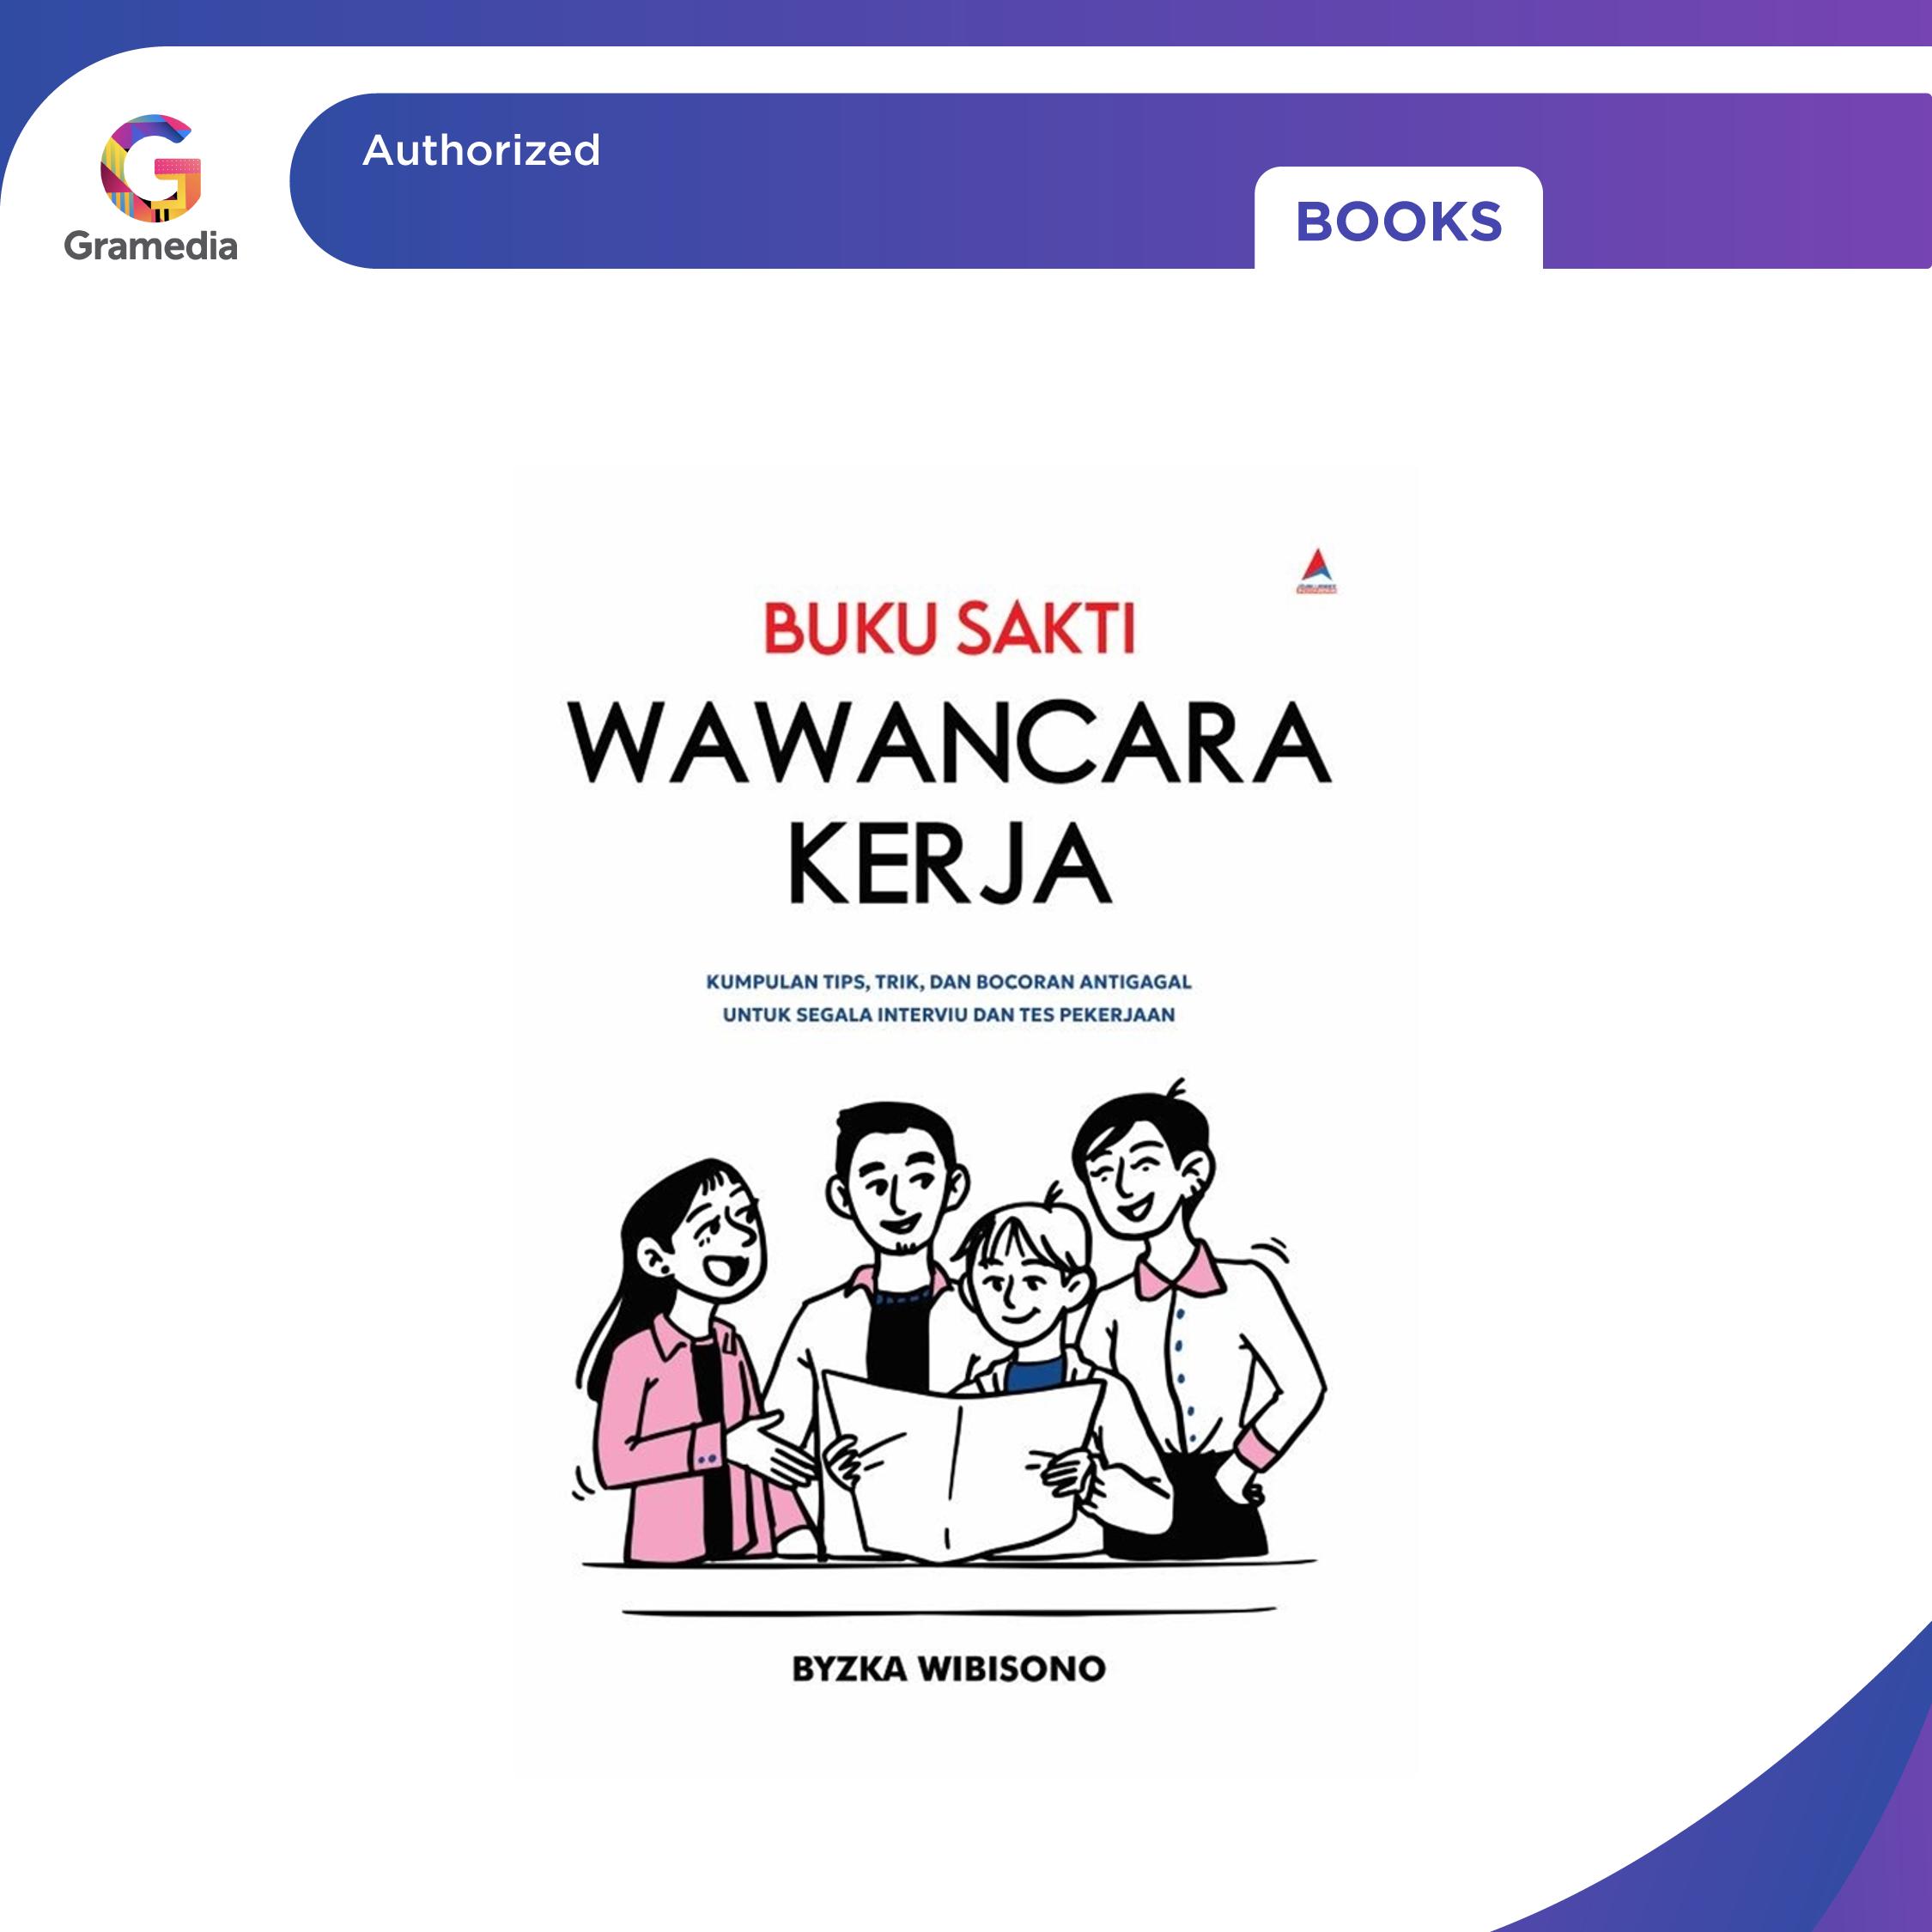 Gramedia
Authorized
BOOKS
BUKU SAKTI
WAWANCARA
KERJA
KUMPULAN TIPS, TRIK, DAN BOCORAN ANTIGAGAL
UNTUK SEGALA INTERVIU DAN TES PEKERJAAN
BYZKA WIBISONO